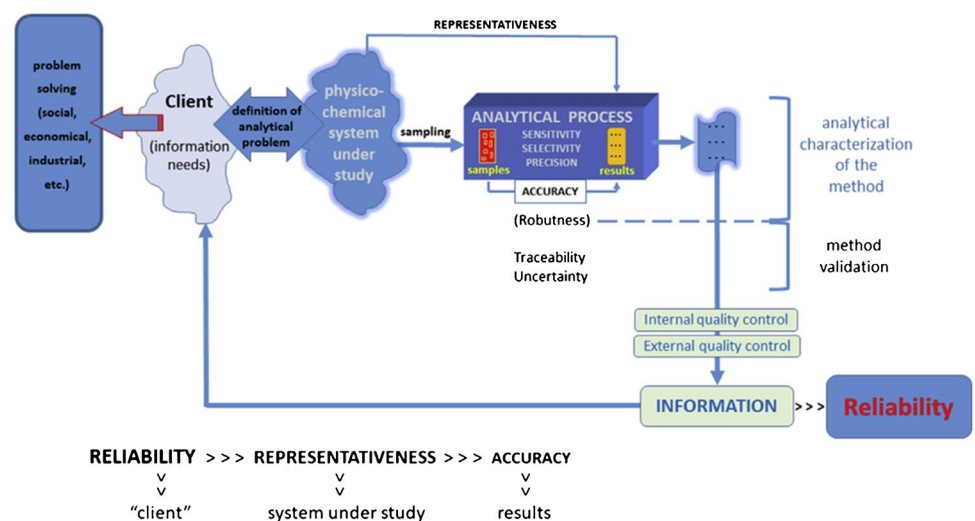 REPRESENTATIVENESS
problem
solving
(social,
economical,
industrial,
etc.)
Client
(information
needs)
definition of
analytical
problem
physico-
chemical
system
under
study
sampling
ANALYTICAL PROCESS
SENSITIVITY
SELECTIVITY
PRECISION
samples
results
ACCURACY
(Robutness)
Traceability
Uncertainty
analytical
characterization
of the
method
method
validation
Internal quality control
External quality control
INFORMATION
>>>
Reliability
RELIABILITY >>> REPRESENTATIVENESS >>> ACCURACY
"client" system under study results